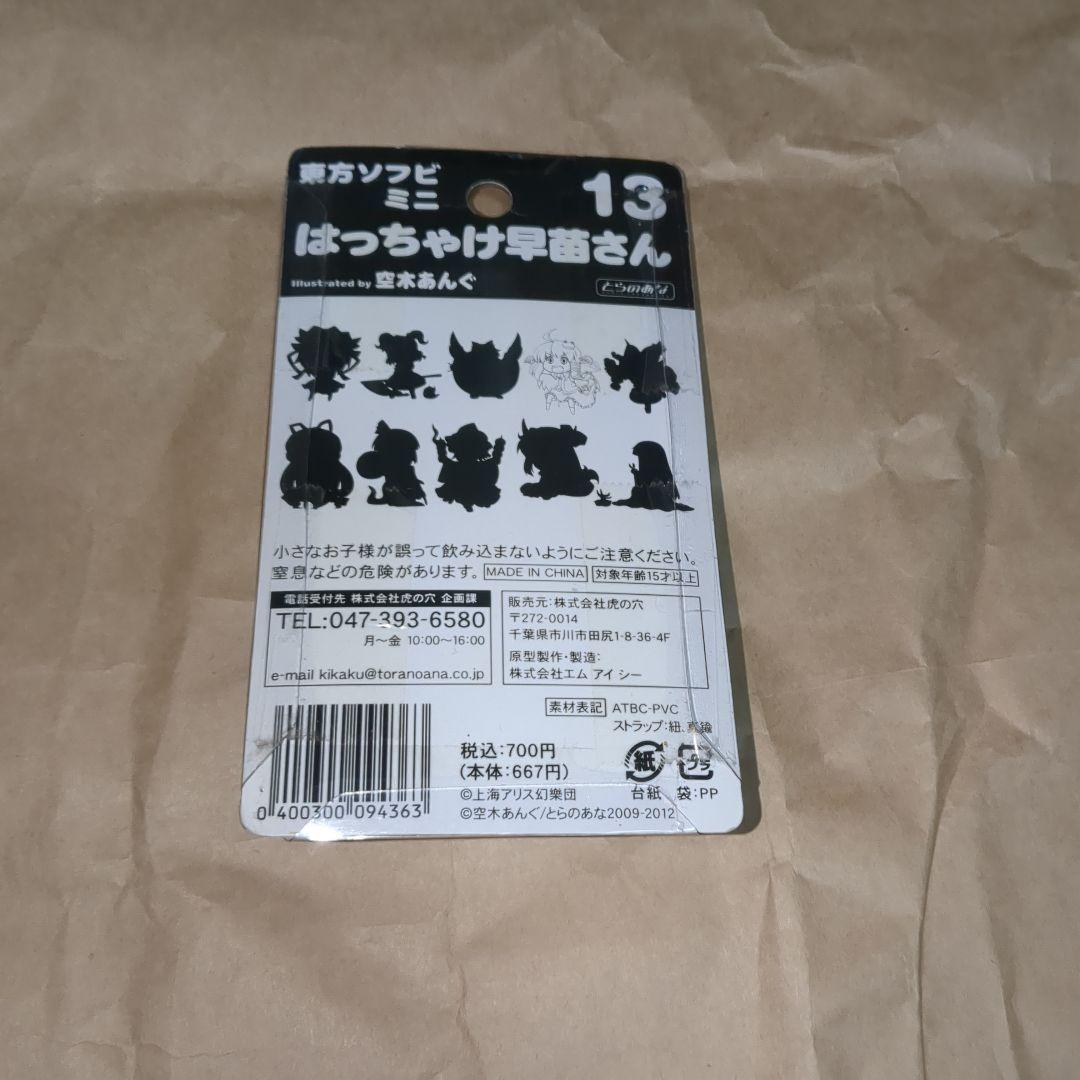 東方ソフビ
ミニ
13
はっちゃけ早苗さん
Illustrated by 空木あんぐ
とらのあな
小さなお子様が誤って飲み込まないようにご注意ください。
窒息などの危険があります。 MADE IN CHINA 対象年齢15才以上
電話受付先 株式会社虎の穴 企画課
TEL:047-393-6580
月～金 10:00～16:00
e-mail kikaku@toranoana.co.jp
販売元：株式会社虎の穴
〒272-0014
千葉県市川市田尻1-8-36-4F
原型製作・製造：
株式会社エム アイ シー
素材表記 ATBC-PVC
ストラップ：紐、真鍮
税込：700円
(本体：667円)
紙
プラ
台紙 袋：PP
©上海アリス幻樂団
©空木あんぐ/とらのあな2009-2012
0 400300 094363